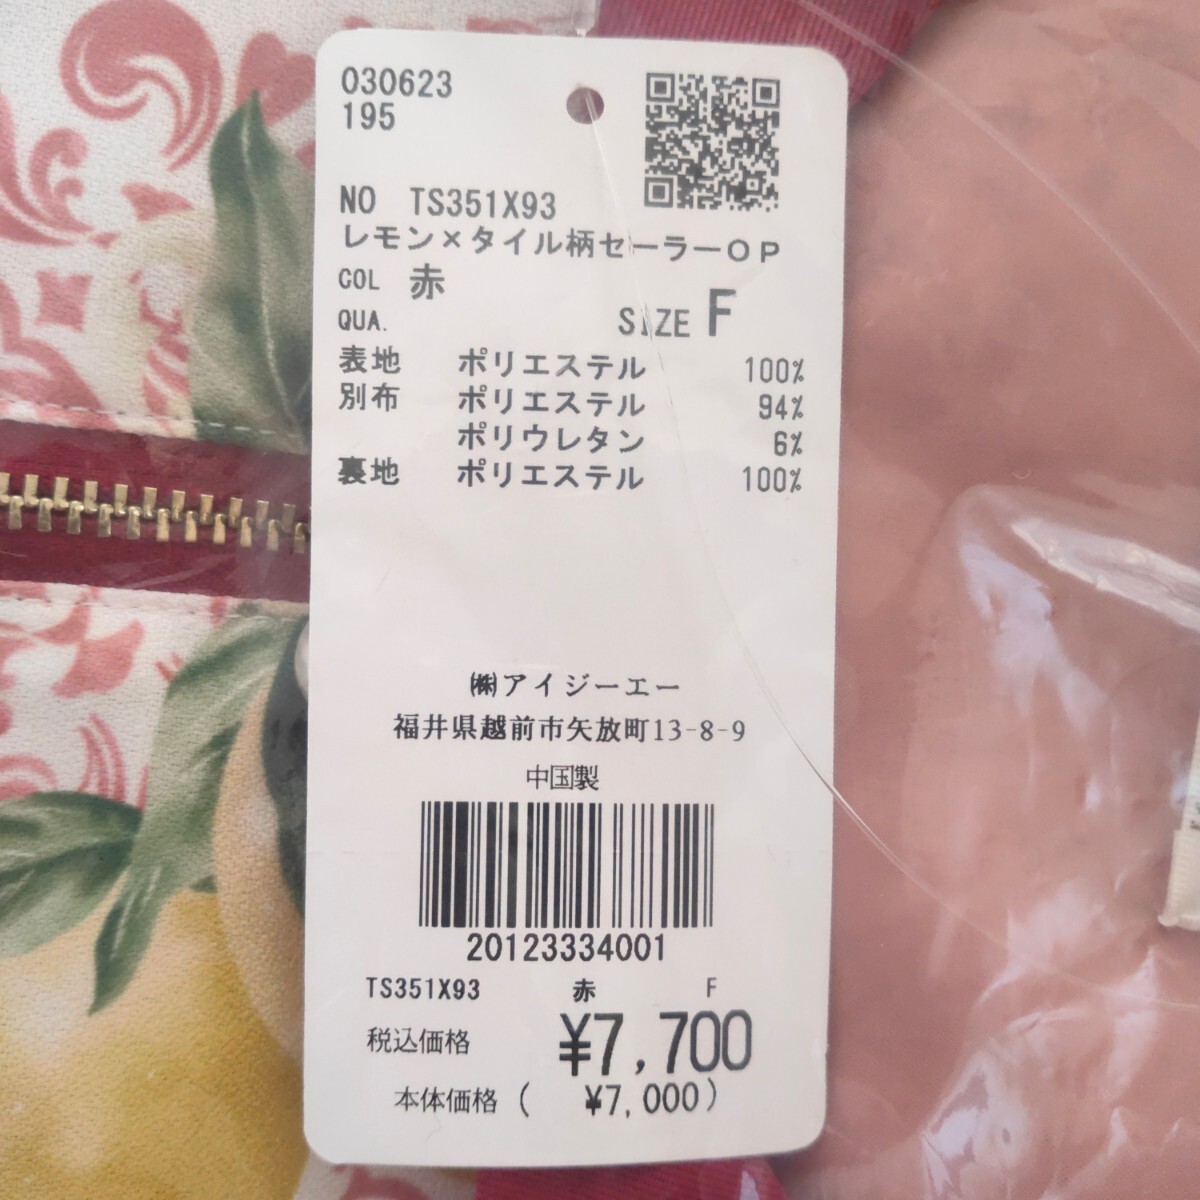 030623
195
NO TS351X93
レモン×タイル柄セーラーOP
COL 赤
QUA. SIZE F
表地 ポリエステル 100%
別布 ポリエステル 94%
ポリウレタン 6%
裏地 ポリエステル 100%
㈱アイジーエー
福井県越前市矢放町13-8-9
中国製
20123334001
TS351X93 赤 F
税込価格 ¥7,700
本体価格( ¥7,000)